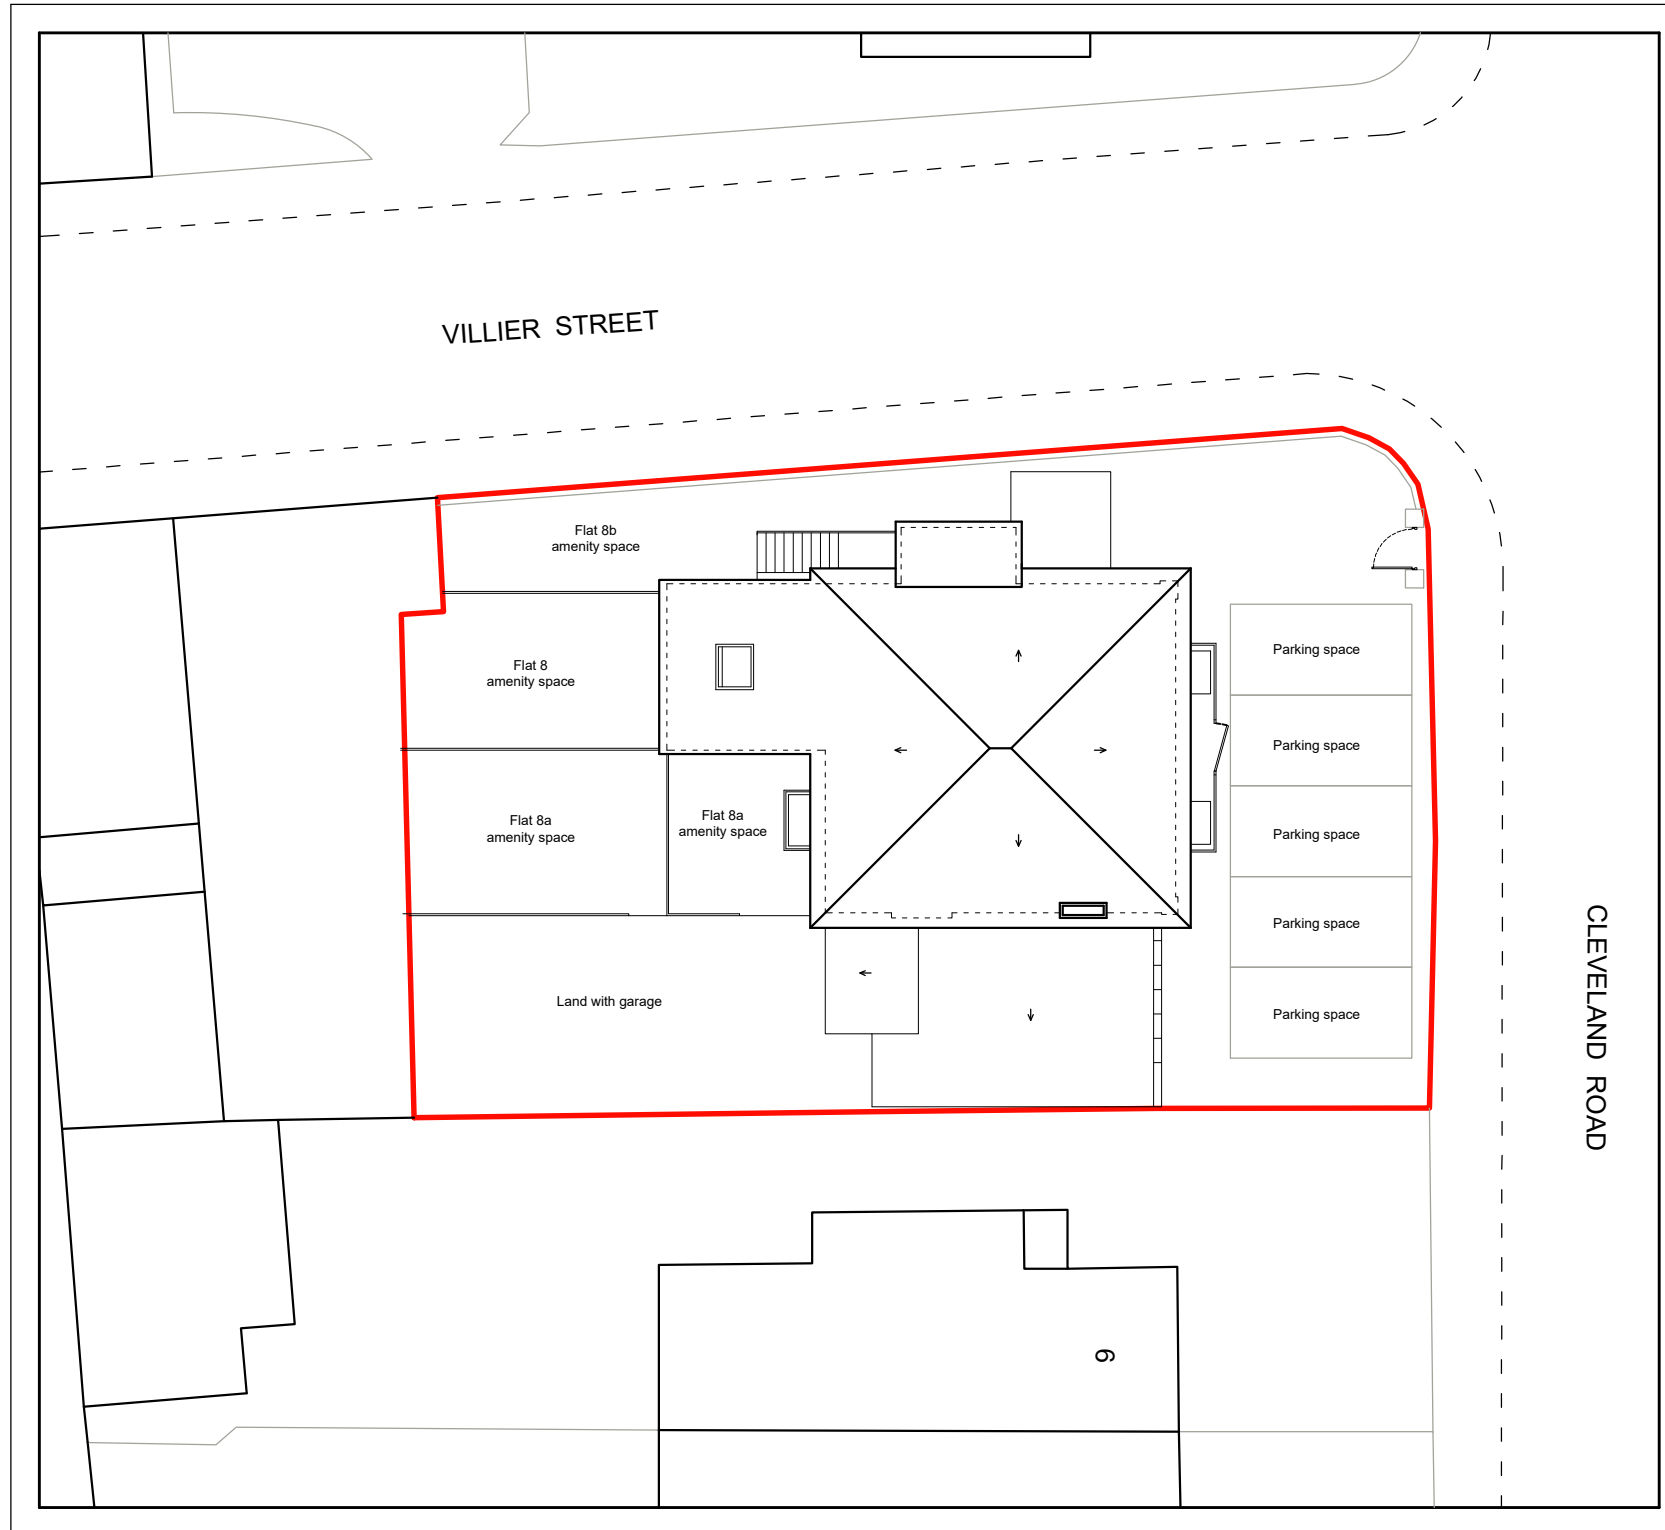 VILLIER STREET
Flat 8b
amenity space
Flat 8
amenity space
Flat 8a
amenity space
Flat 8a
amenity space
Land with garage
Parking space
Parking space
Parking space
Parking space
Parking space
CLEVELAND ROAD
6